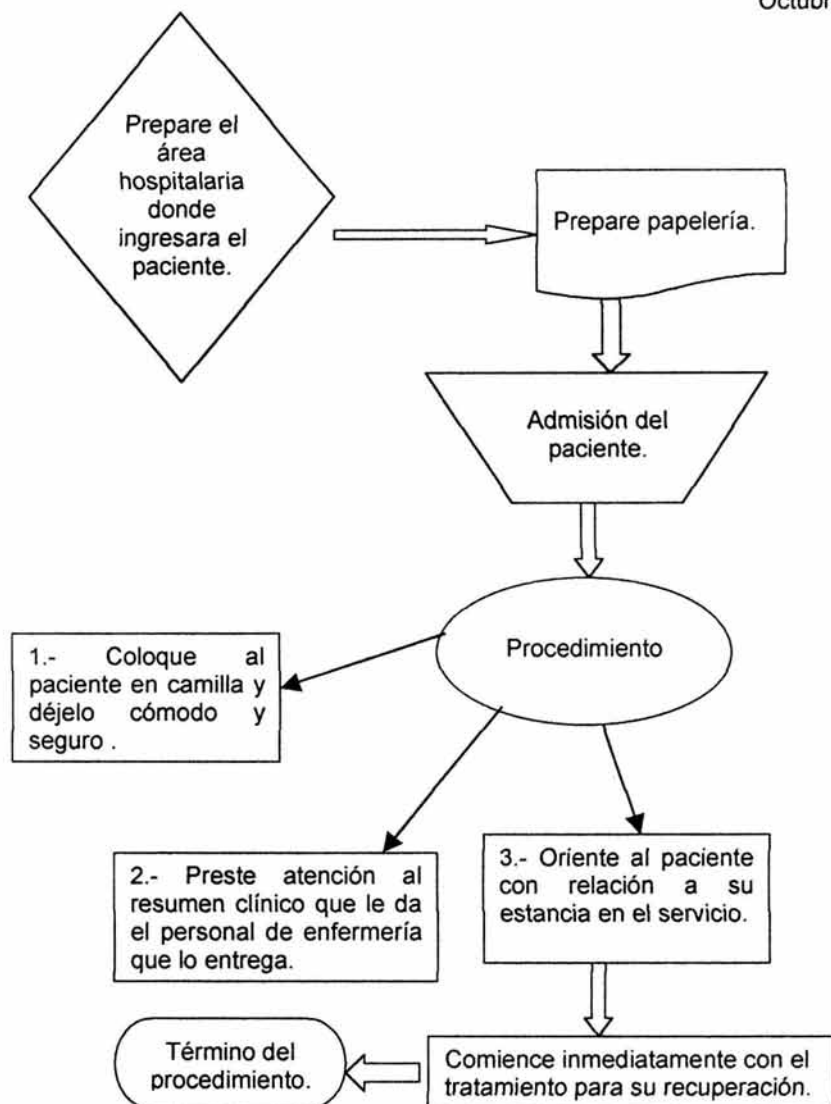 Octubr
Prepare el
área
hospitalaria
donde
ingresara el
paciente.
Prepare papelería.
Admisión del
paciente.
Procedimiento
1.- Coloque al
paciente en camilla y
déjelo cómodo y
seguro .
2.- Preste atención al
resumen clínico que le da
el personal de enfermería
que lo entrega.
3.- Oriente al paciente
con relación a su
estancia en el servicio.
Comience inmediatamente con el
tratamiento para su recuperación.
Término del
procedimiento.